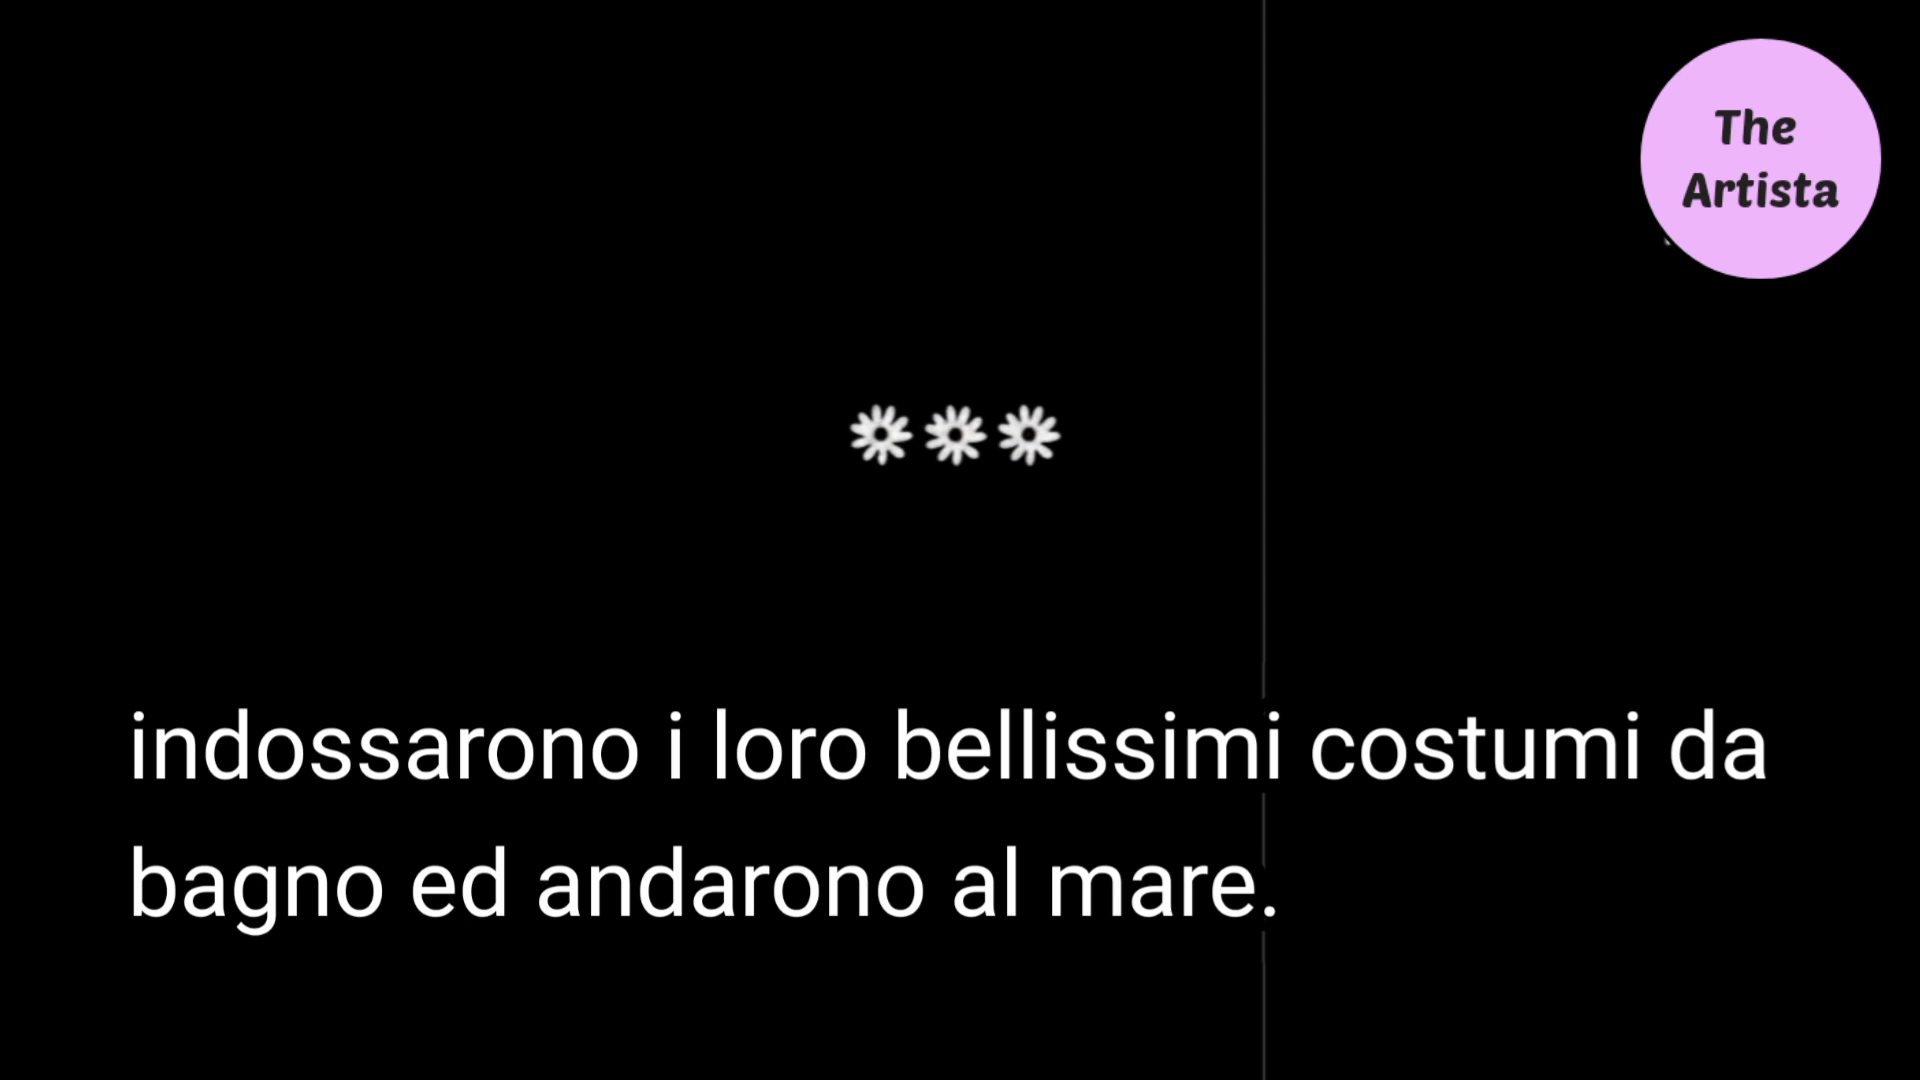 The
Artista
***
indossarono i loro bellissimi costumi da
bagno ed andarono al mare.